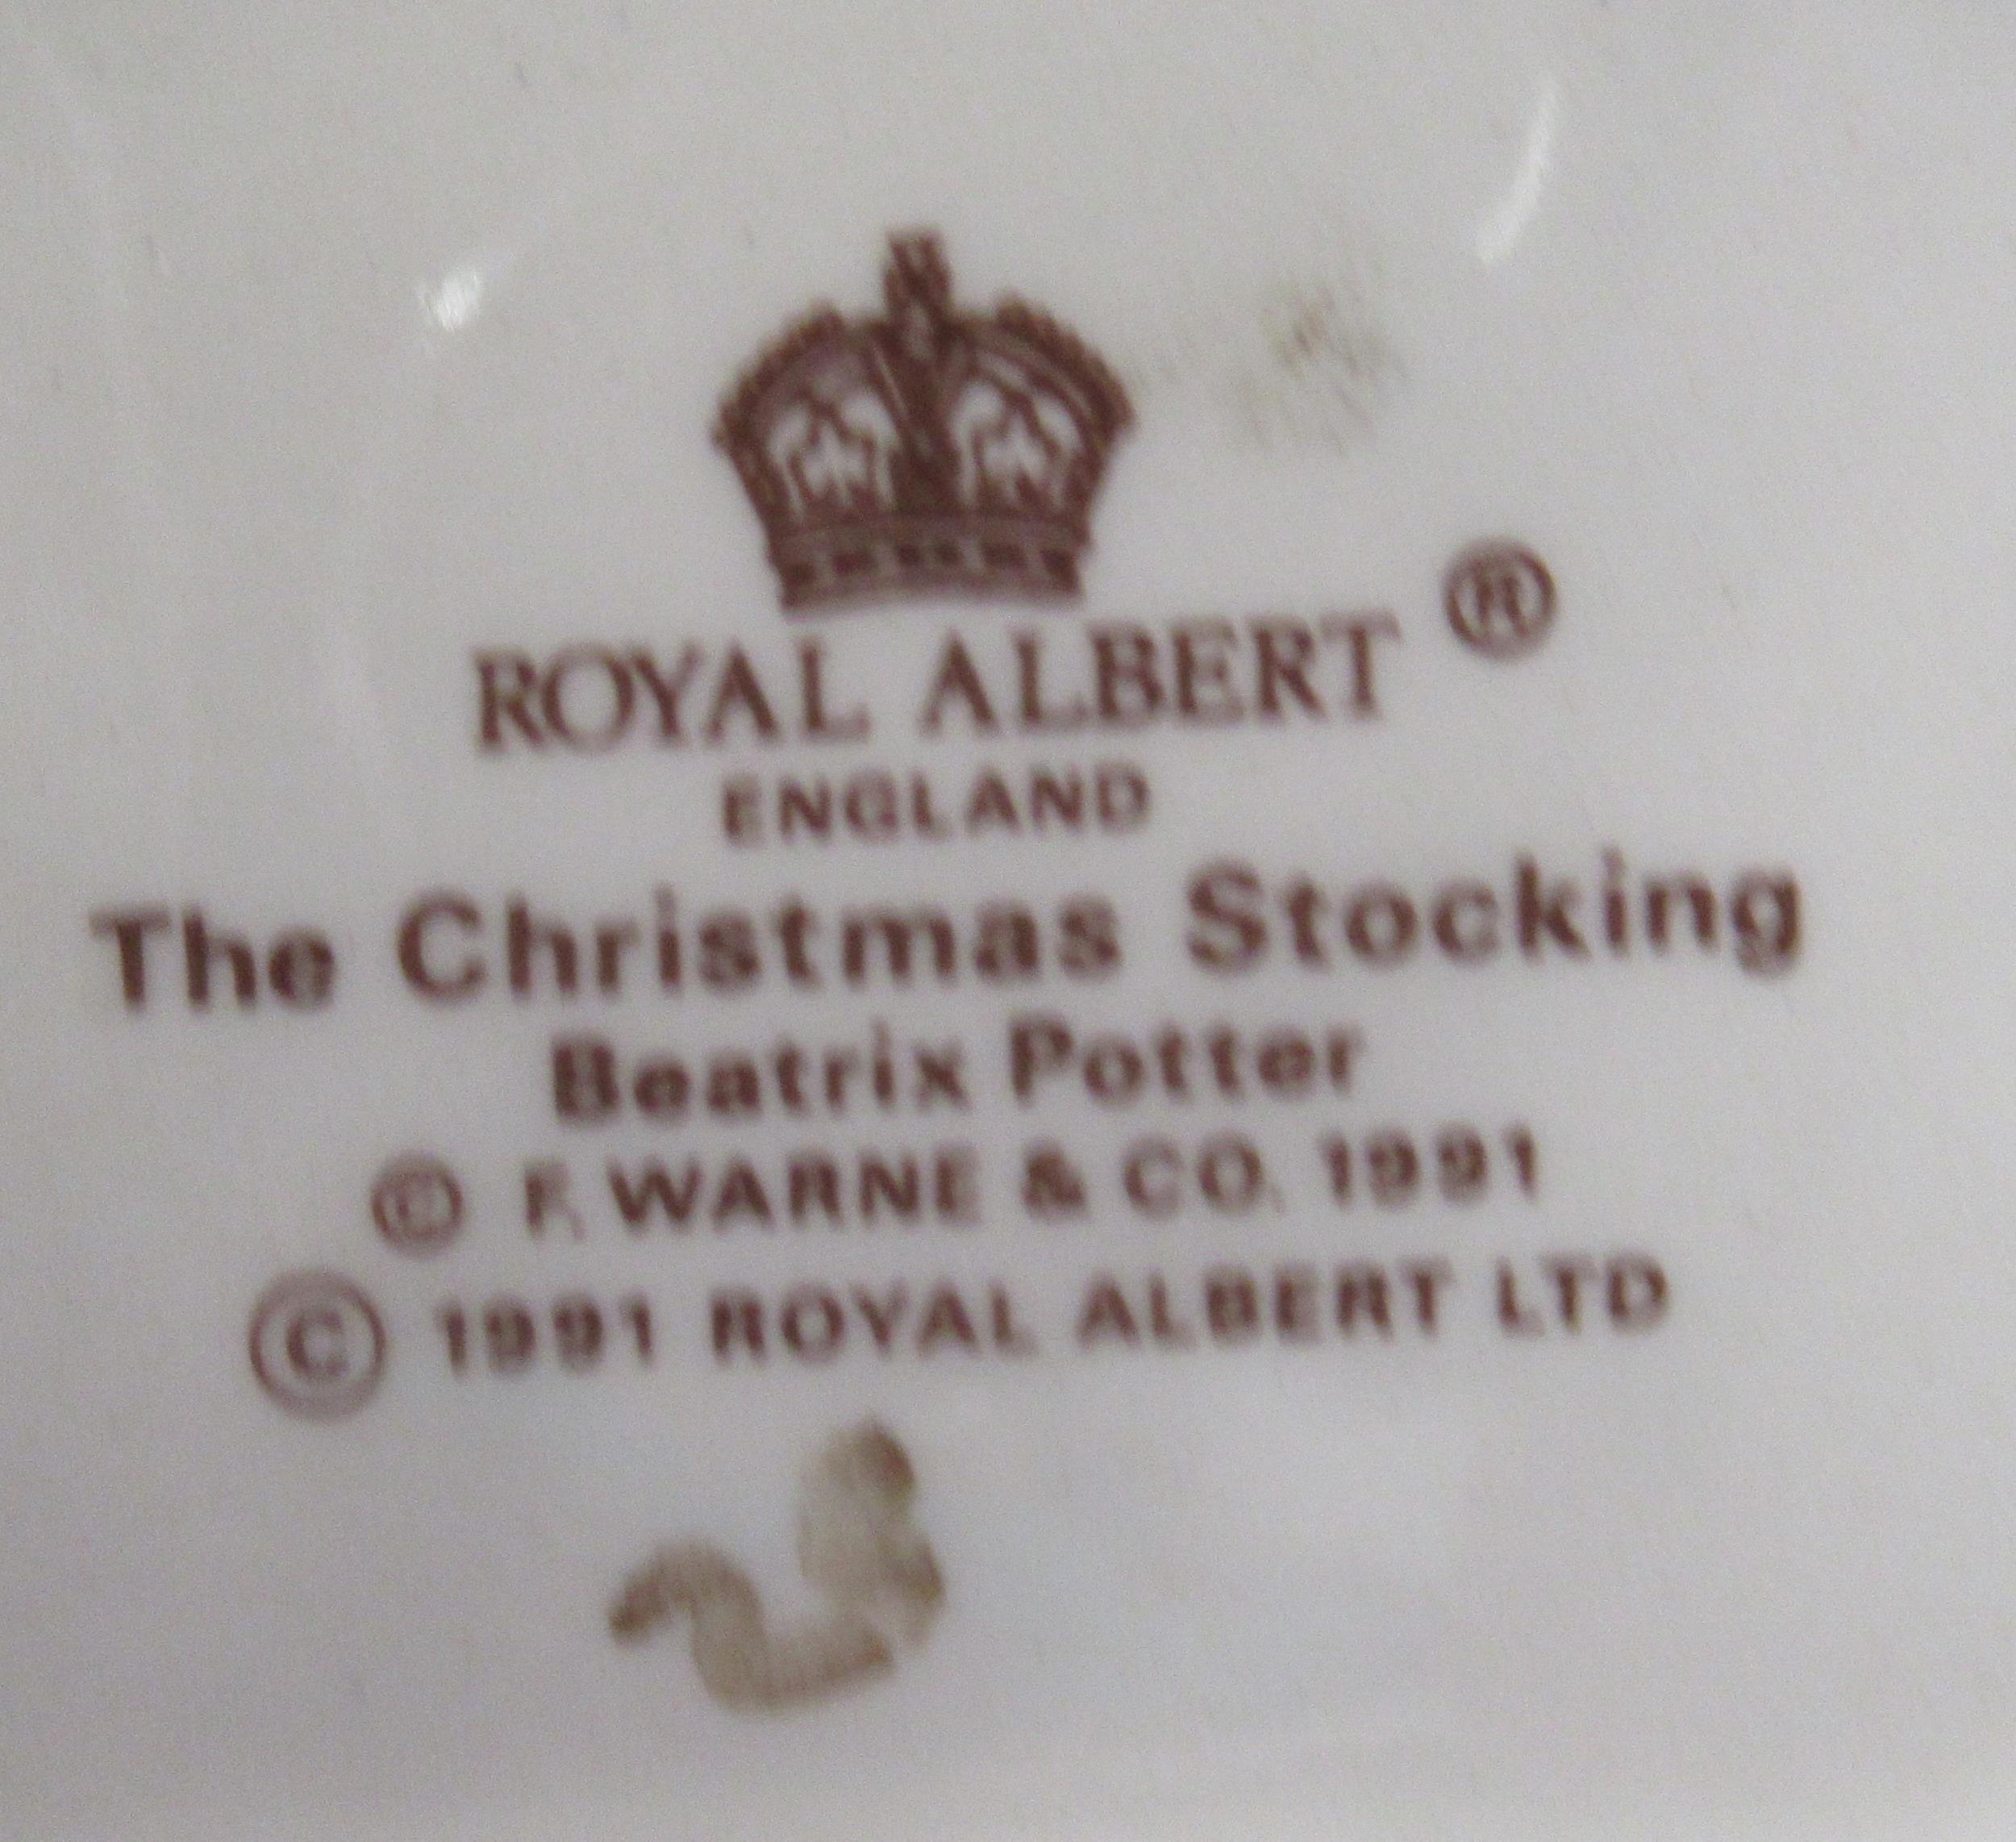 ROYAL ALBERT ®
ENGLAND
The Christmas Stocking
Beatrix Potter
© F. WARNE & CO. 1991
© 1991 ROYAL ALBERT LTD